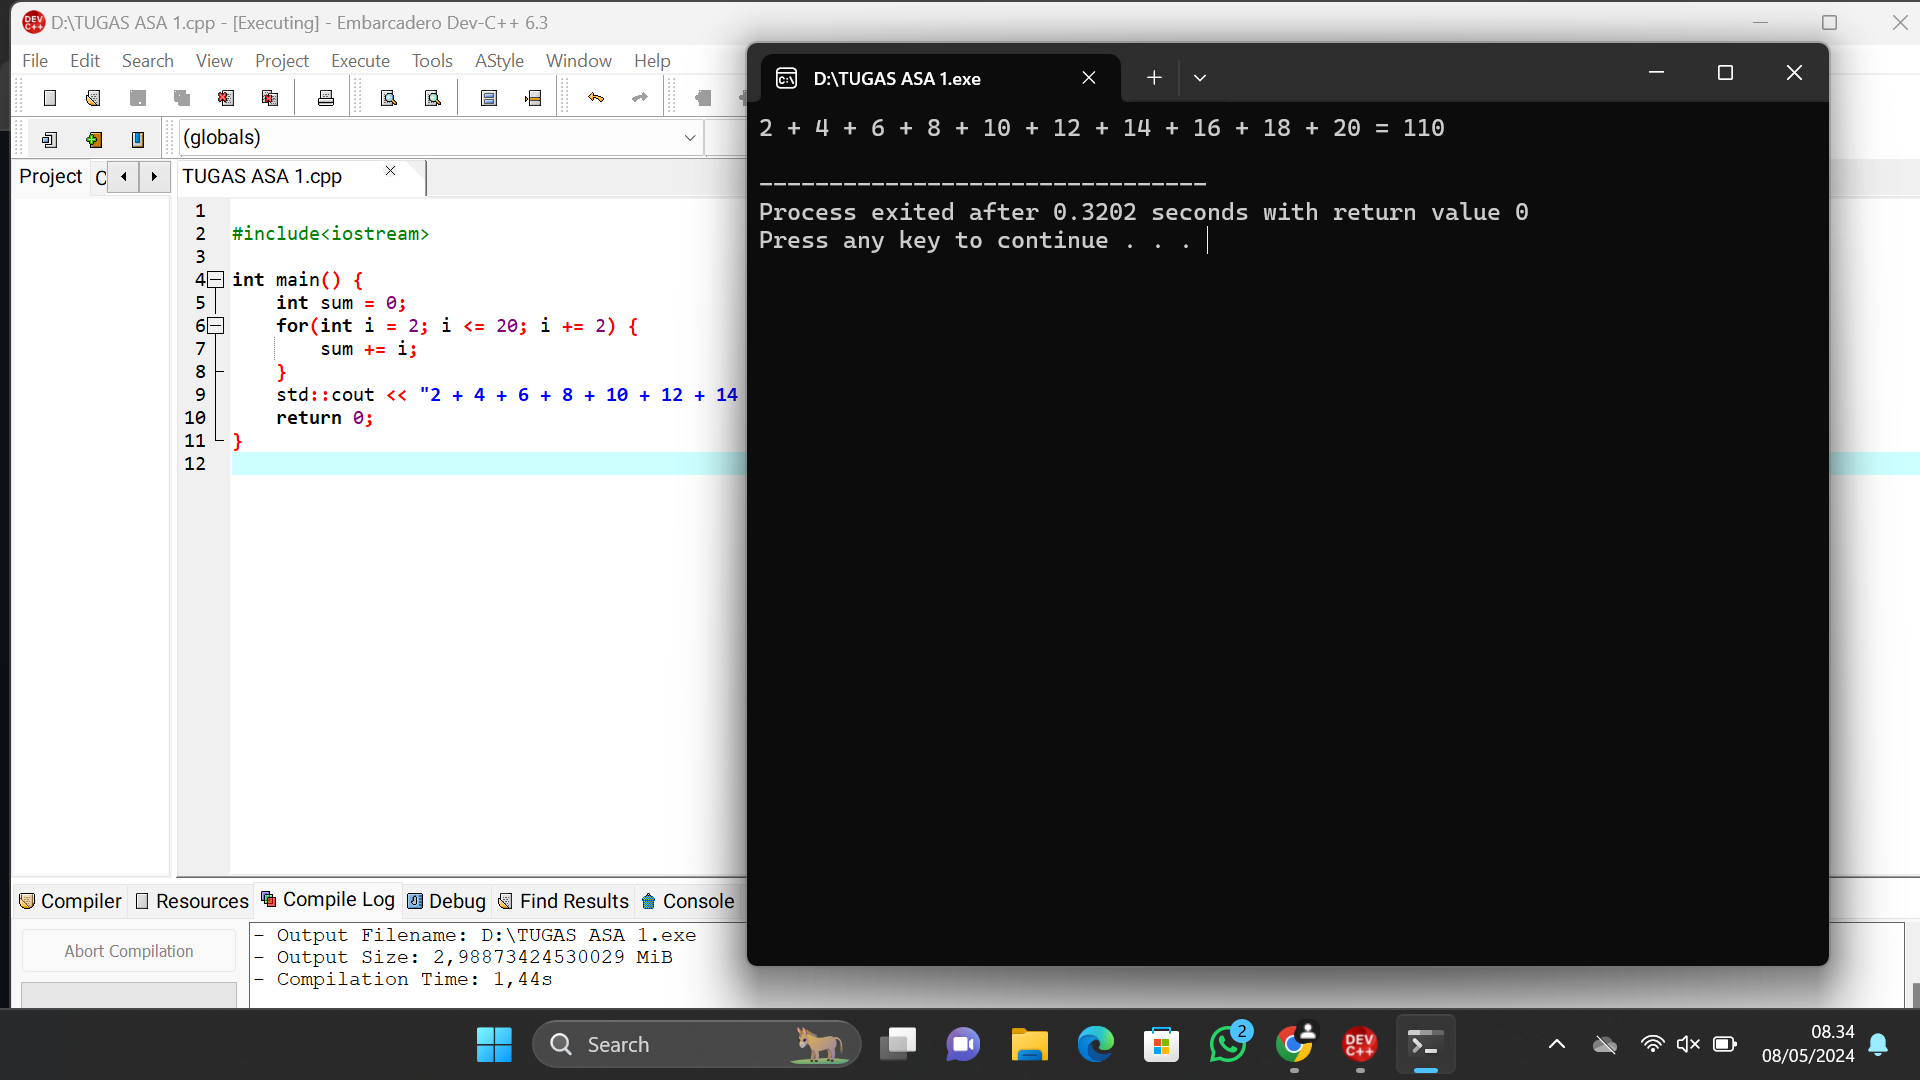 D:\TUGAS ASA 1.cpp - [Executing] - Embarcadero Dev-C++ 6.3
File Edit Search View Project Execute Tools AStyle Window Help
(globals)
Project
TUGAS ASA 1.cpp
1
2 #include<iostream>
3
4 int main() {
5 int sum = 0;
6 for(int i = 2; i <= 20; i += 2) {
7 sum += i;
8 }
9 std::cout << "2 + 4 + 6 + 8 + 10 + 12 + 14
10 return 0;
11 }
12
D:\TUGAS ASA 1.exe
2 + 4 + 6 + 8 + 10 + 12 + 14 + 16 + 18 + 20 = 110
--------------------------------
Process exited after 0.3202 seconds with return value 0
Press any key to continue . . .
Compiler Resources Compile Log Debug Find Results Console
Abort Compilation
- Output Filename: D:\TUGAS ASA 1.exe
- Output Size: 2,98873424530029 MiB
- Compilation Time: 1,44s
Search
2
DEV C++
08.34
08/05/2024